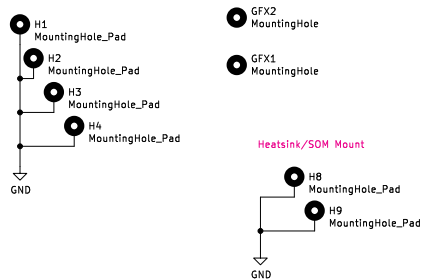 H1
MountingHole_Pad
H2
MountingHole_Pad
H3
MountingHole_Pad
H4
MountingHole_Pad
GND
GFX2
MountingHole
GFX1
MountingHole
Heatsink/SOM Mount
H8
MountingHole_Pad
H9
MountingHole_Pad
GND